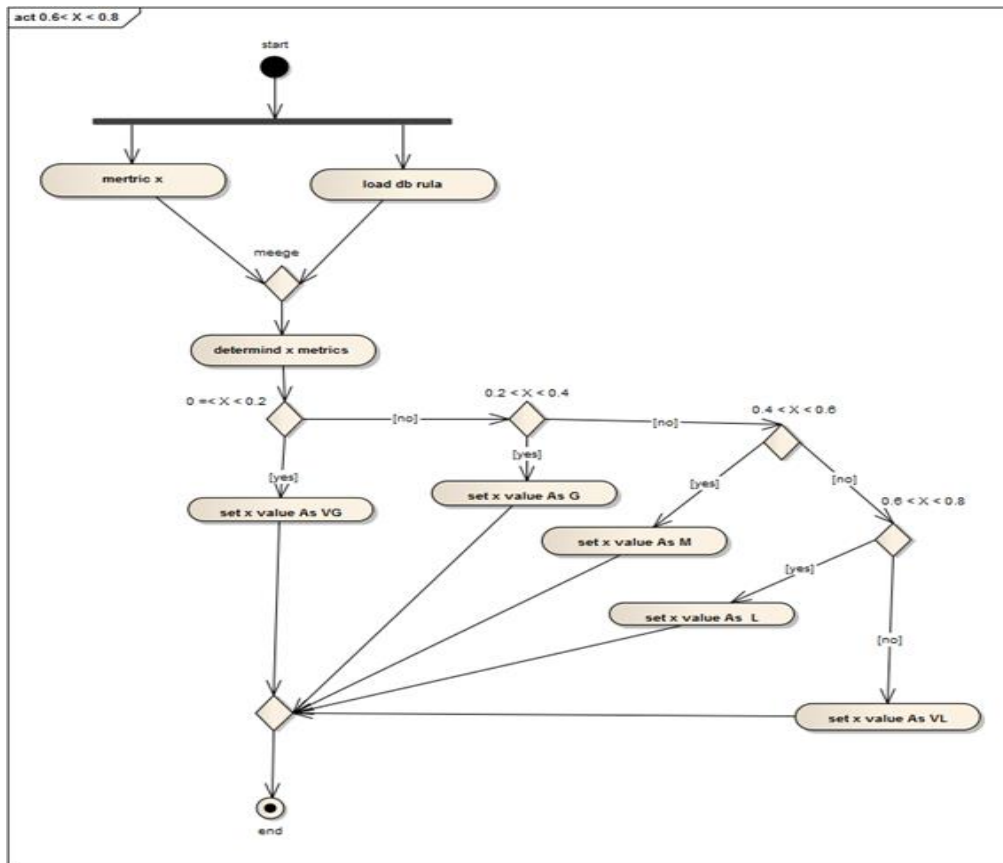 act 0.6< X < 0.8
start
mertric x
load db rula
meege
determind x metrics
0 =< X < 0.2
[no]
0.2 < X < 0.4
[no]
0.4 < X < 0.6
[yes]
[yes]
[yes]
[no]
set x value As VG
set x value As G
0.6 < X < 0.8
set x value As M
[yes]
set x value As L
[no]
set x value As VL
end